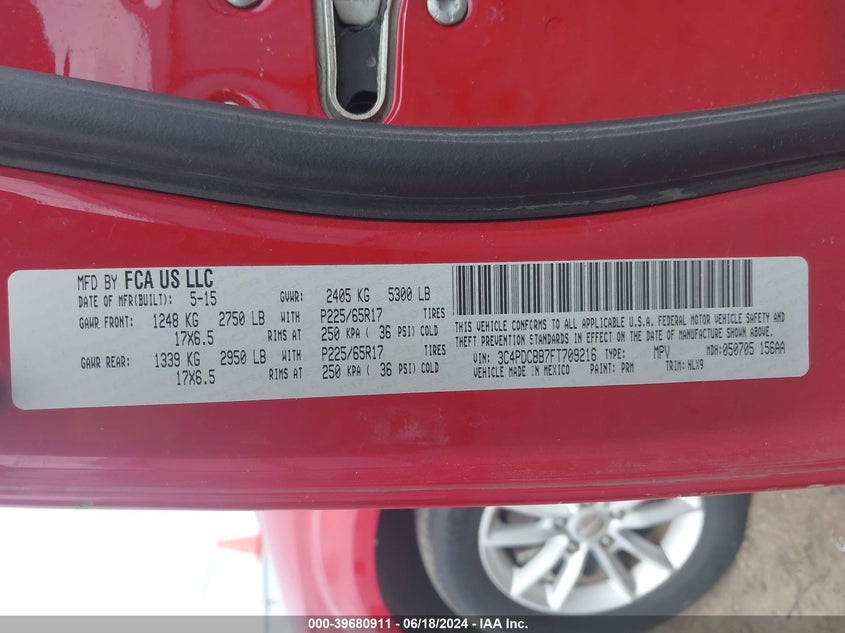 MFD BY FCA US LLC
DATE OF MFR(BUILT): 5-15 GVWR: 2405 KG 5300 LB
GAWR FRONT: 1248 KG 2750 LB WITH P225/65R17 TIRES
17X6.5 RIMS AT 250 KPA ( 36 PSI) COLD
GAWR REAR: 1339 KG 2950 LB WITH P225/65R17 TIRES
17X6.5 RIMS AT 250 KPA ( 36 PSI) COLD
THIS VEHICLE CONFORMS TO ALL APPLICABLE U.S.A. FEDERAL MOTOR VEHICLE SAFETY AND
THEFT PREVENTION STANDARDS IN EFFECT ON THE DATE OF MANUFACTURE SHOWN ABOVE.
VIN: 3C4PDCBB7FT709216 TYPE: MPV MDH: 050705 156AA
VEHICLE MADE IN MEXICO PAINT: PRM TRIM: HLX9
000-39680911 - 06/18/2024 - IAA Inc.